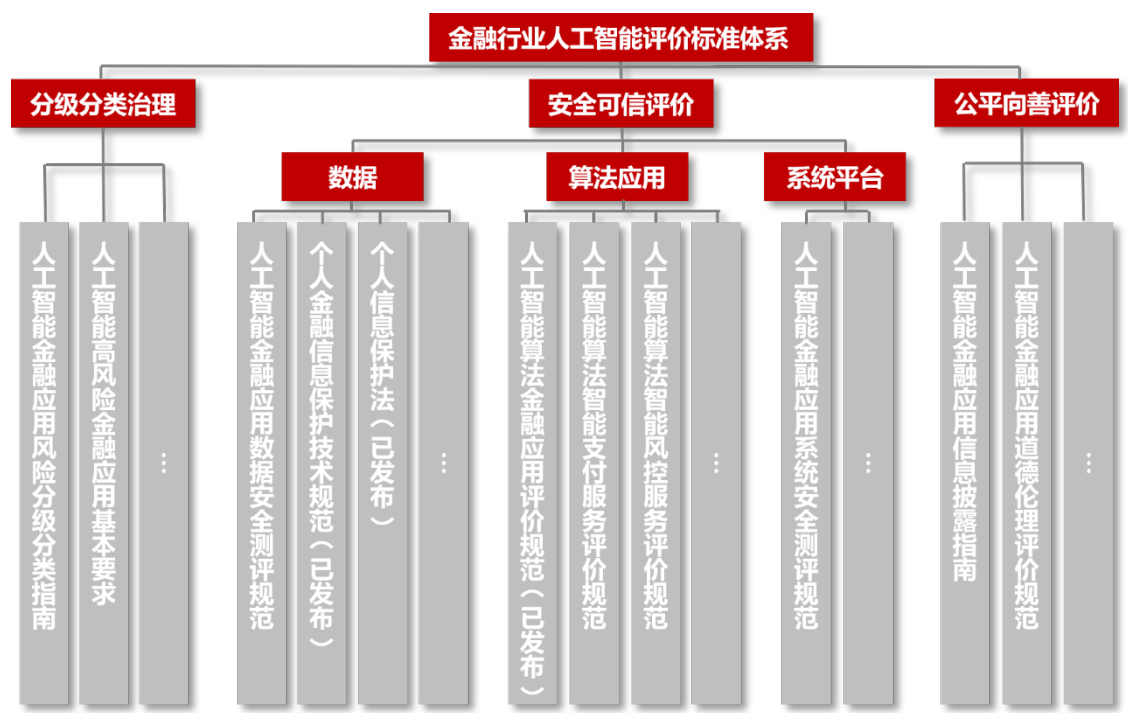 金融行业人工智能评价标准体系
分级分类治理
安全可信评价
公平向善评价
数据
算法应用
系统平台
人工智能金融应用风险分级分类指南
人工智能高风险金融应用基本要求
…
人工智能金融应用数据安全测评规范
个人金融信息保护技术规范（已发布）
个人信息保护法（已发布）
…
人工智能算法金融应用评价规范（已发布）
人工智能算法智能支付服务评价规范
人工智能算法智能风控服务评价规范
…
人工智能金融应用系统安全测评规范
…
人工智能金融应用信息披露指南
人工智能金融应用道德伦理评价规范
…